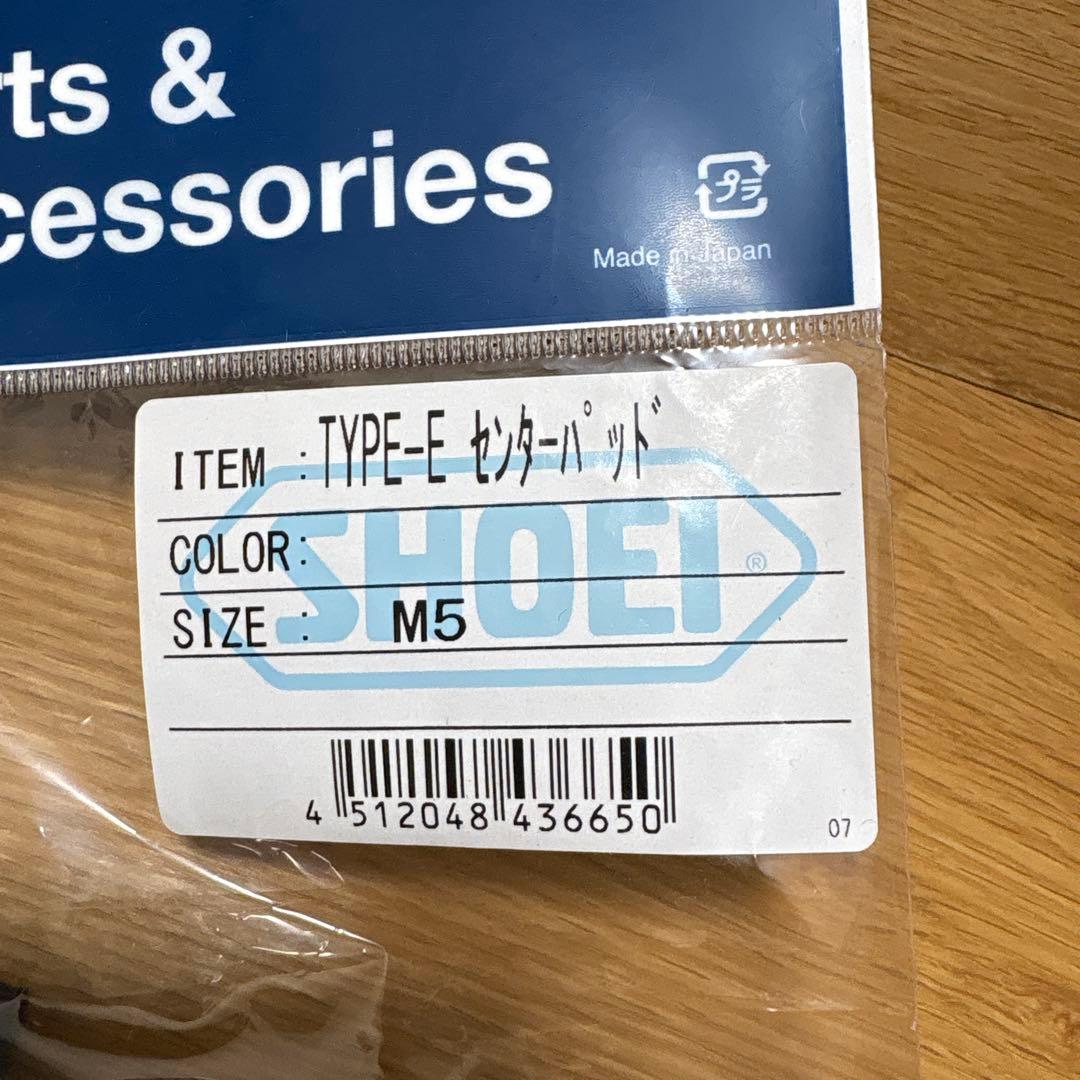 rts &
cessories
プラ
Made in Japan
ITEM :TYPE-E ｾﾝﾀｰﾊﾟｯﾄﾞ
COLOR:
SHOEI®
SIZE : M5
4 512048 436650
07